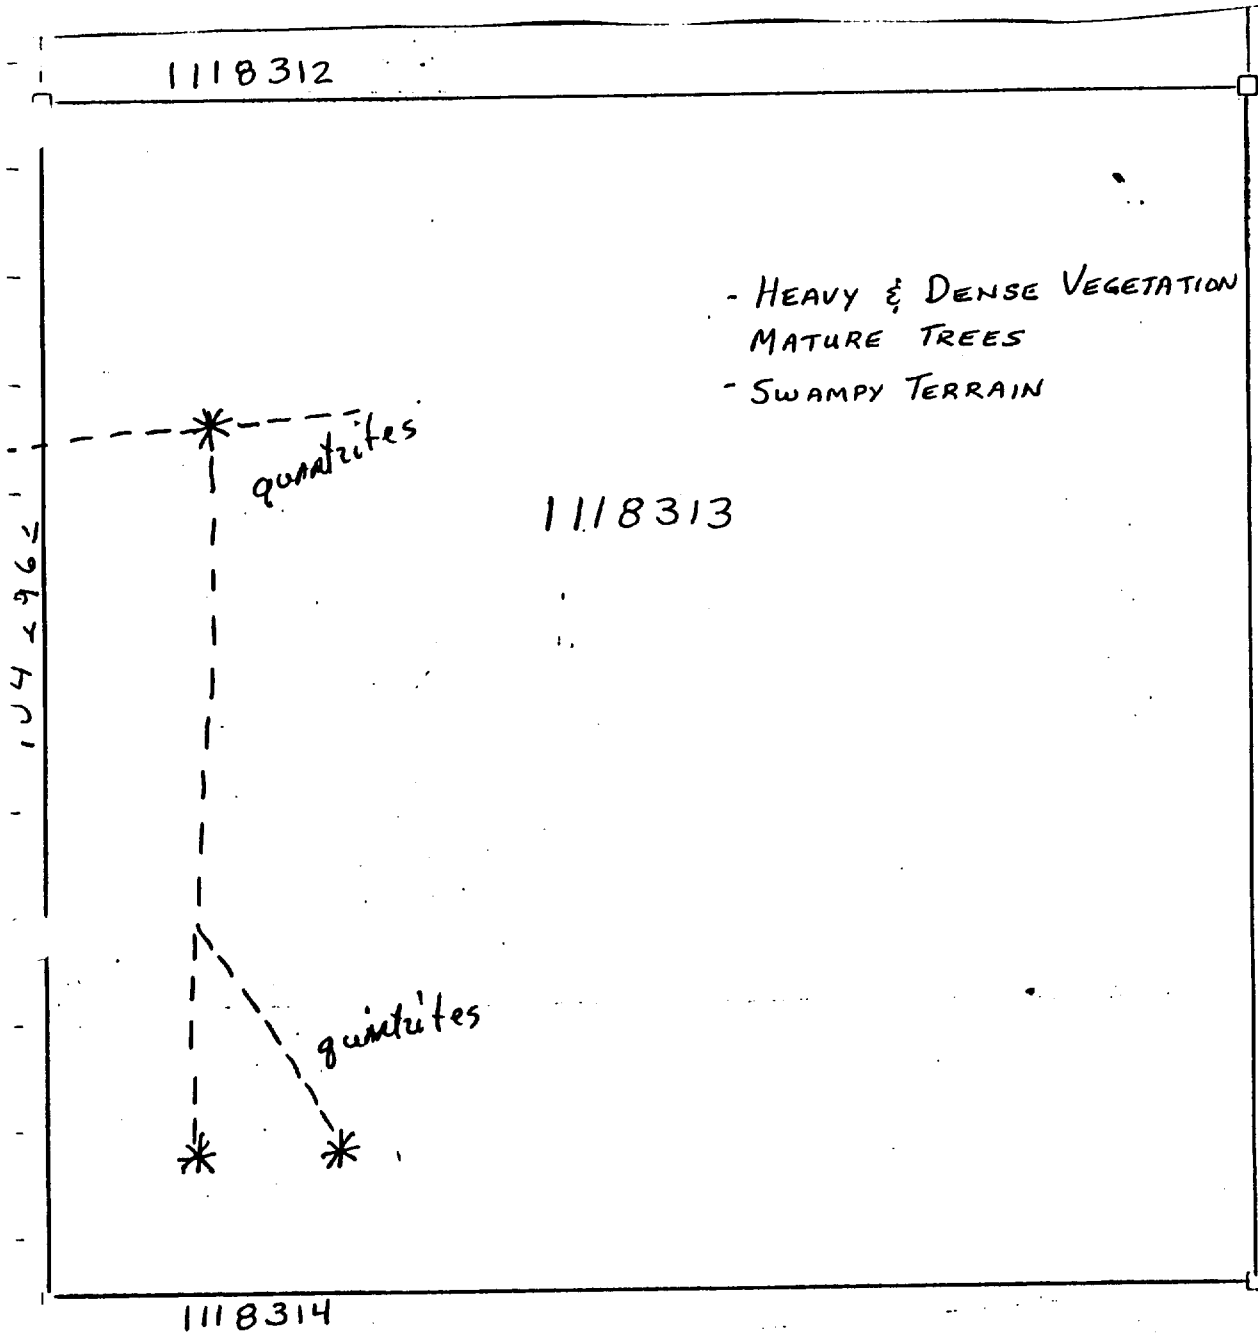 1118312
- HEAVY & DENSE VEGETATION
MATURE TREES
- SWAMPY TERRAIN
quartzites
1118313
quartzites
1118314